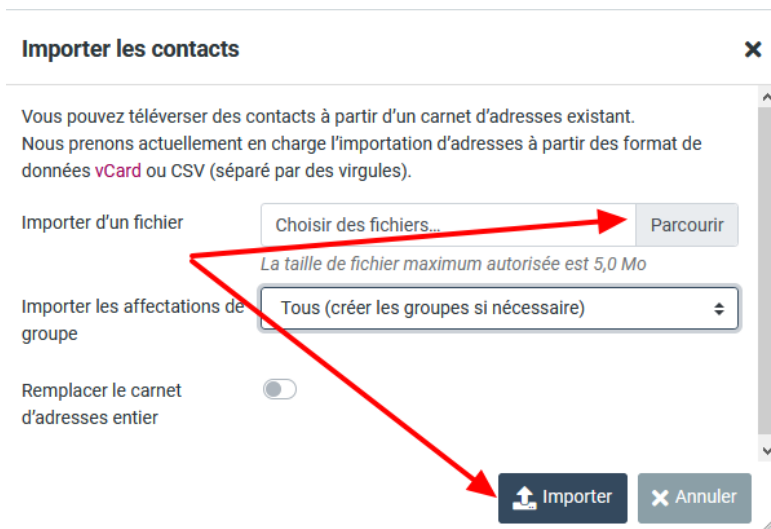 Importer les contacts
Vous pouvez téléverser des contacts à partir d'un carnet d'adresses existant.
Nous prenons actuellement en charge l'importation d'adresses à partir des format de
données vCard ou CSV (séparé par des virgules).
Importer d'un fichier
Choisir des fichiers...
Parcourir
La taille de fichier maximum autorisée est 5,0 Mo
Importer les affectations de
groupe
Tous (créer les groupes si nécessaire)
Remplacer le carnet
d'adresses entier
Importer
Annuler